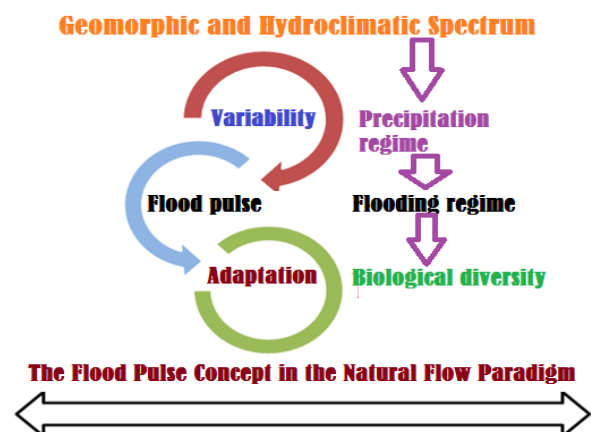 Geomorphic and Hydroclimatic Spectrum
Variability
Precipitation
regime
Flood pulse
Flooding regime
Adaptation
Biological diversity
The Flood Pulse Concept in the Natural Flow Paradigm